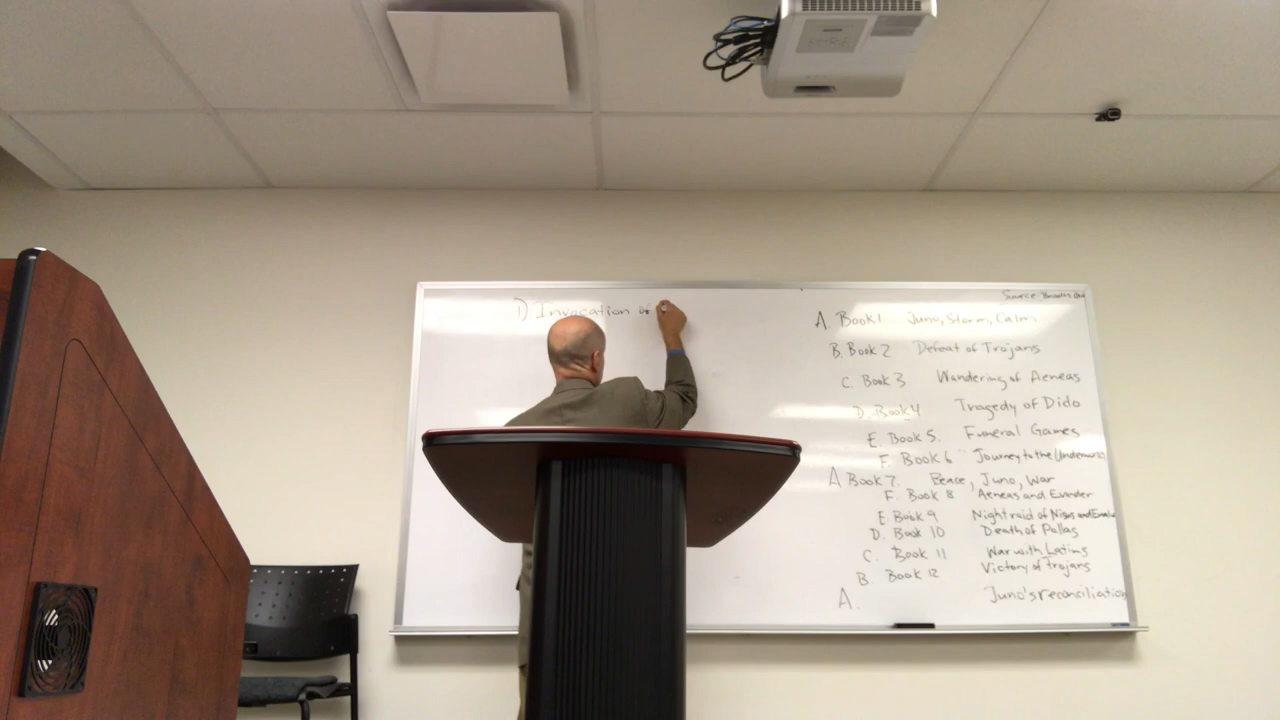 1) Invocation of
Source: Brooks
A. Book 1 Juno, Storm, Calm
B. Book 2 Defeat of Trojans
C. Book 3 Wandering of Aeneas
D. Book 4 Tragedy of Dido
E. Book 5. Funeral Games
F. Book 6 Journey to the Underworld
A Book 7. Peace, Juno, War
F. Book 8 Aeneas and Evander
E. Book 9 Night raid of Nisos and
D. Book 10 Death of Pallas
C. Book 11 War with Latins
B. Book 12 Victory of Trojans
A. Juno's reconciliation